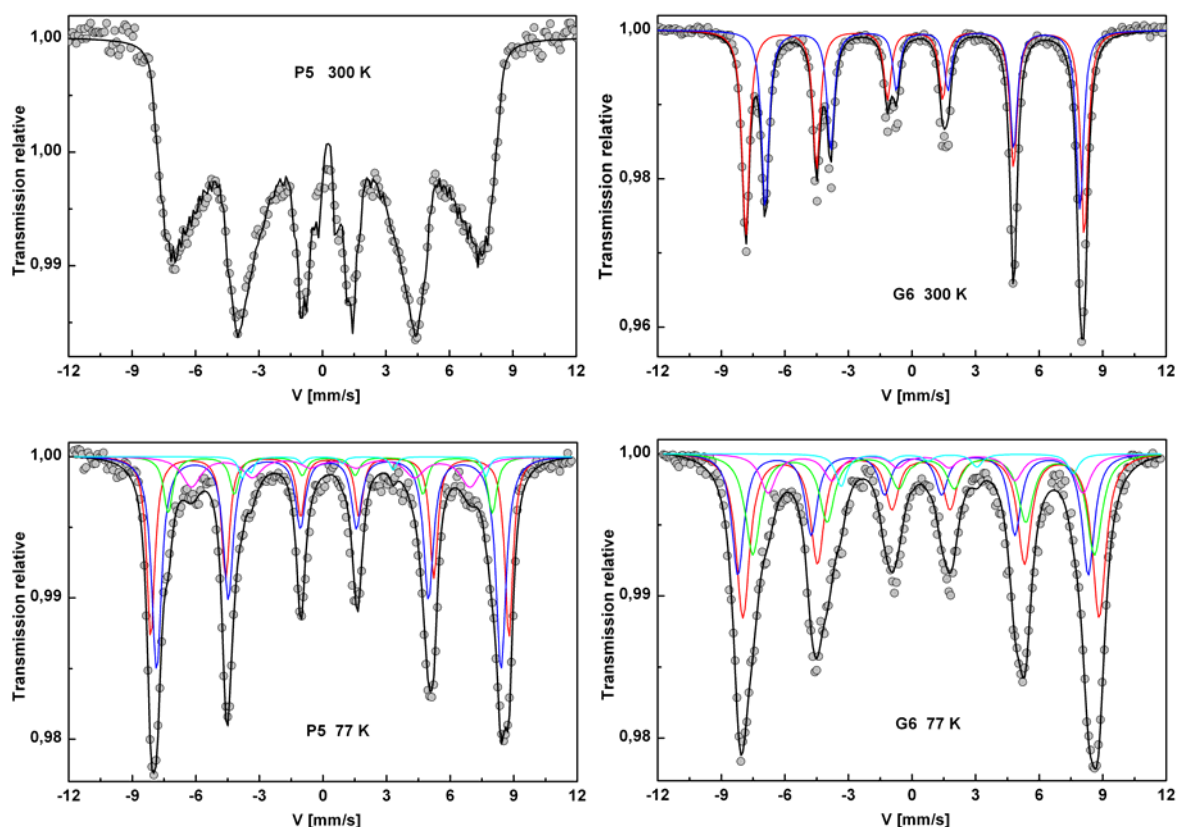 1,00
1,00
0,99
Transmission relative
P5 300 K
-12 -9 -6 -3 0 3 6 9 12
V [mm/s]
1,00
0,98
0,96
Transmission relative
G6 300 K
-12 -9 -6 -3 0 3 6 9 12
V [mm/s]
1,00
0,99
0,98
Transmission relative
P5 77 K
-12 -9 -6 -3 0 3 6 9 12
V [mm/s]
1,00
0,99
0,98
Transmission relative
G6 77 K
-12 -9 -6 -3 0 3 6 9 12
V [mm/s]